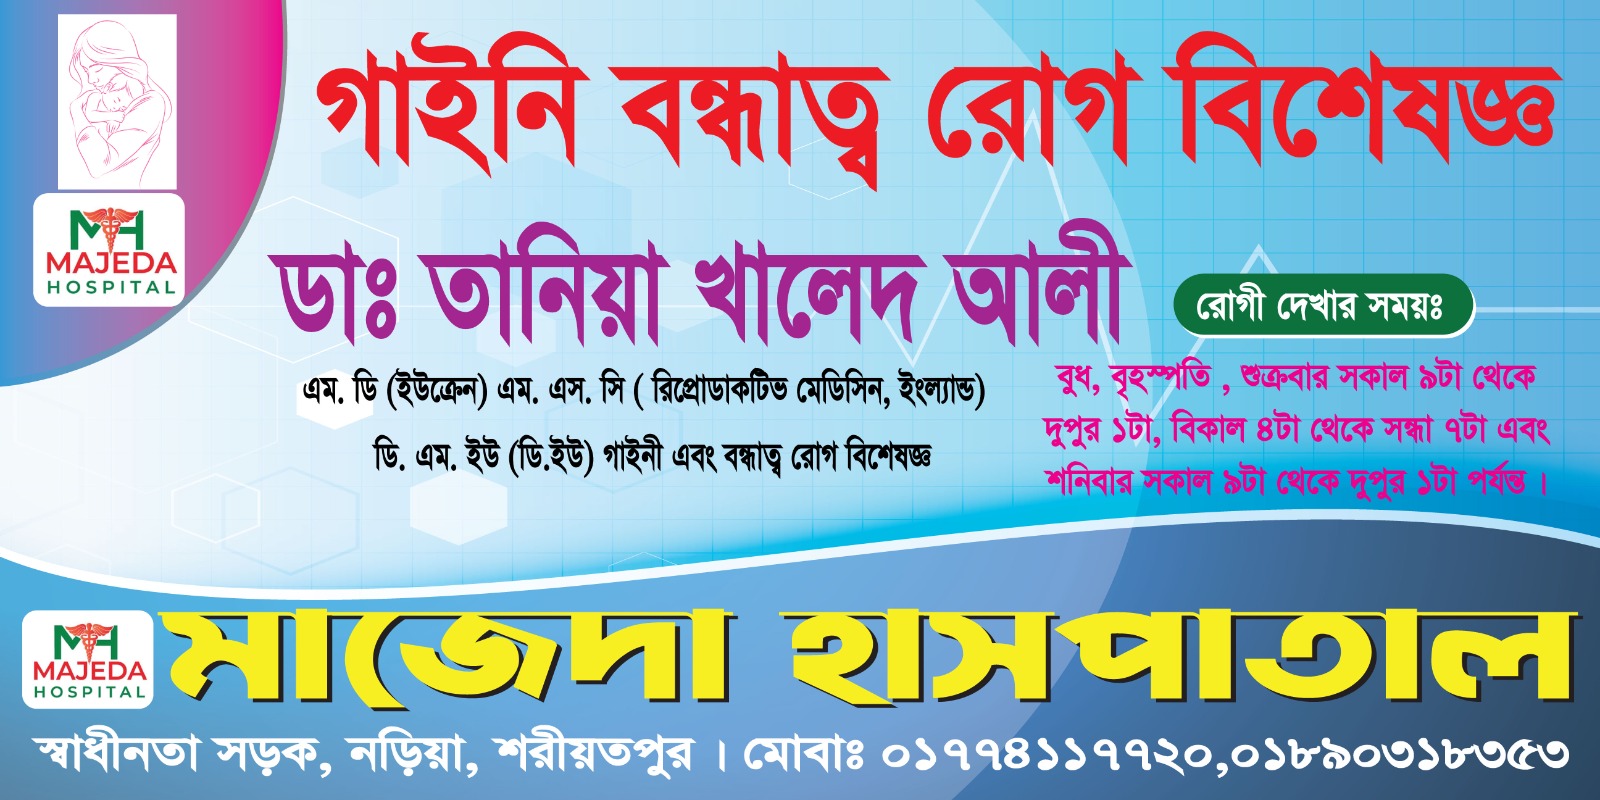 গাইনি বন্ধাত্ব রোগ বিশেষজ্ঞ
MH
MAJEDA
HOSPITAL
ডাঃ তানিয়া খালেদ আলী
রোগী দেখার সময়ঃ
এম. ডি (ইউক্রেন) এম. এস. সি ( রিপ্রোডাকটিভ মেডিসিন, ইংল্যান্ড)
ডি. এম. ইউ (ডি.ইউ) গাইনী এবং বন্ধাত্ব রোগ বিশেষজ্ঞ
বুধ, বৃহস্পতি , শুক্রবার সকাল ৯টা থেকে
দুপুর ১টা, বিকাল ৪টা থেকে সন্ধা ৭টা এবং
শনিবার সকাল ৯টা থেকে দুপুর ১টা পর্যন্ত ।
MH
MAJEDA
HOSPITAL
মাজেদা হাসপাতাল
স্বাধীনতা সড়ক, নড়িয়া, শরীয়তপুর । মোবাঃ ০১৭৭৪১১৭৭২০,০১৮৯০৩১৮৩৫৩